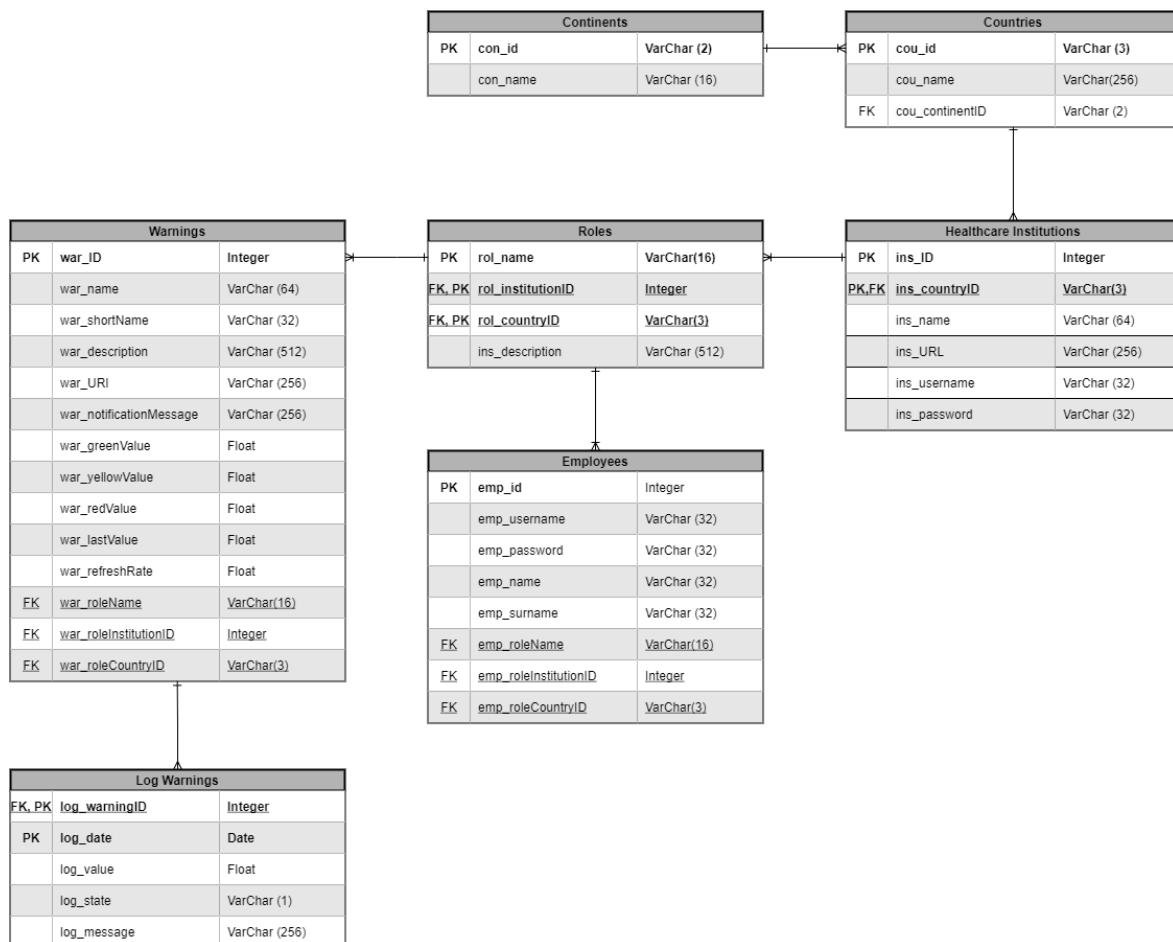 Continents
PK con_id VarChar (2)
con_name VarChar (16)
Countries
PK cou_id VarChar (3)
cou_name VarChar(256)
FK cou_continentID VarChar (2)
Warnings
PK war_ID Integer
war_name VarChar (64)
war_shortName VarChar (32)
war_description VarChar (512)
war_URI VarChar (256)
war_notificationMessage VarChar (256)
war_greenValue Float
war_yellowValue Float
war_redValue Float
war_lastValue Float
war_refreshRate Float
FK war_roleName VarChar(16)
FK war_roleInstitutionID Integer
FK war_roleCountryID VarChar(3)
Roles
PK rol_name VarChar(16)
FK, PK rol_institutionID Integer
FK, PK rol_countryID VarChar(3)
ins_description VarChar (512)
Healthcare Institutions
PK ins_ID Integer
PK,FK ins_countryID VarChar(3)
ins_name VarChar (64)
ins_URL VarChar (256)
ins_username VarChar (32)
ins_password VarChar (32)
Employees
PK emp_id Integer
emp_username VarChar (32)
emp_password VarChar (32)
emp_name VarChar (32)
emp_surname VarChar (32)
FK emp_roleName VarChar(16)
FK emp_roleInstitutionID Integer
FK emp_roleCountryID VarChar(3)
Log Warnings
FK, PK log_warningID Integer
PK log_date Date
log_value Float
log_state VarChar (1)
log_message VarChar (256)